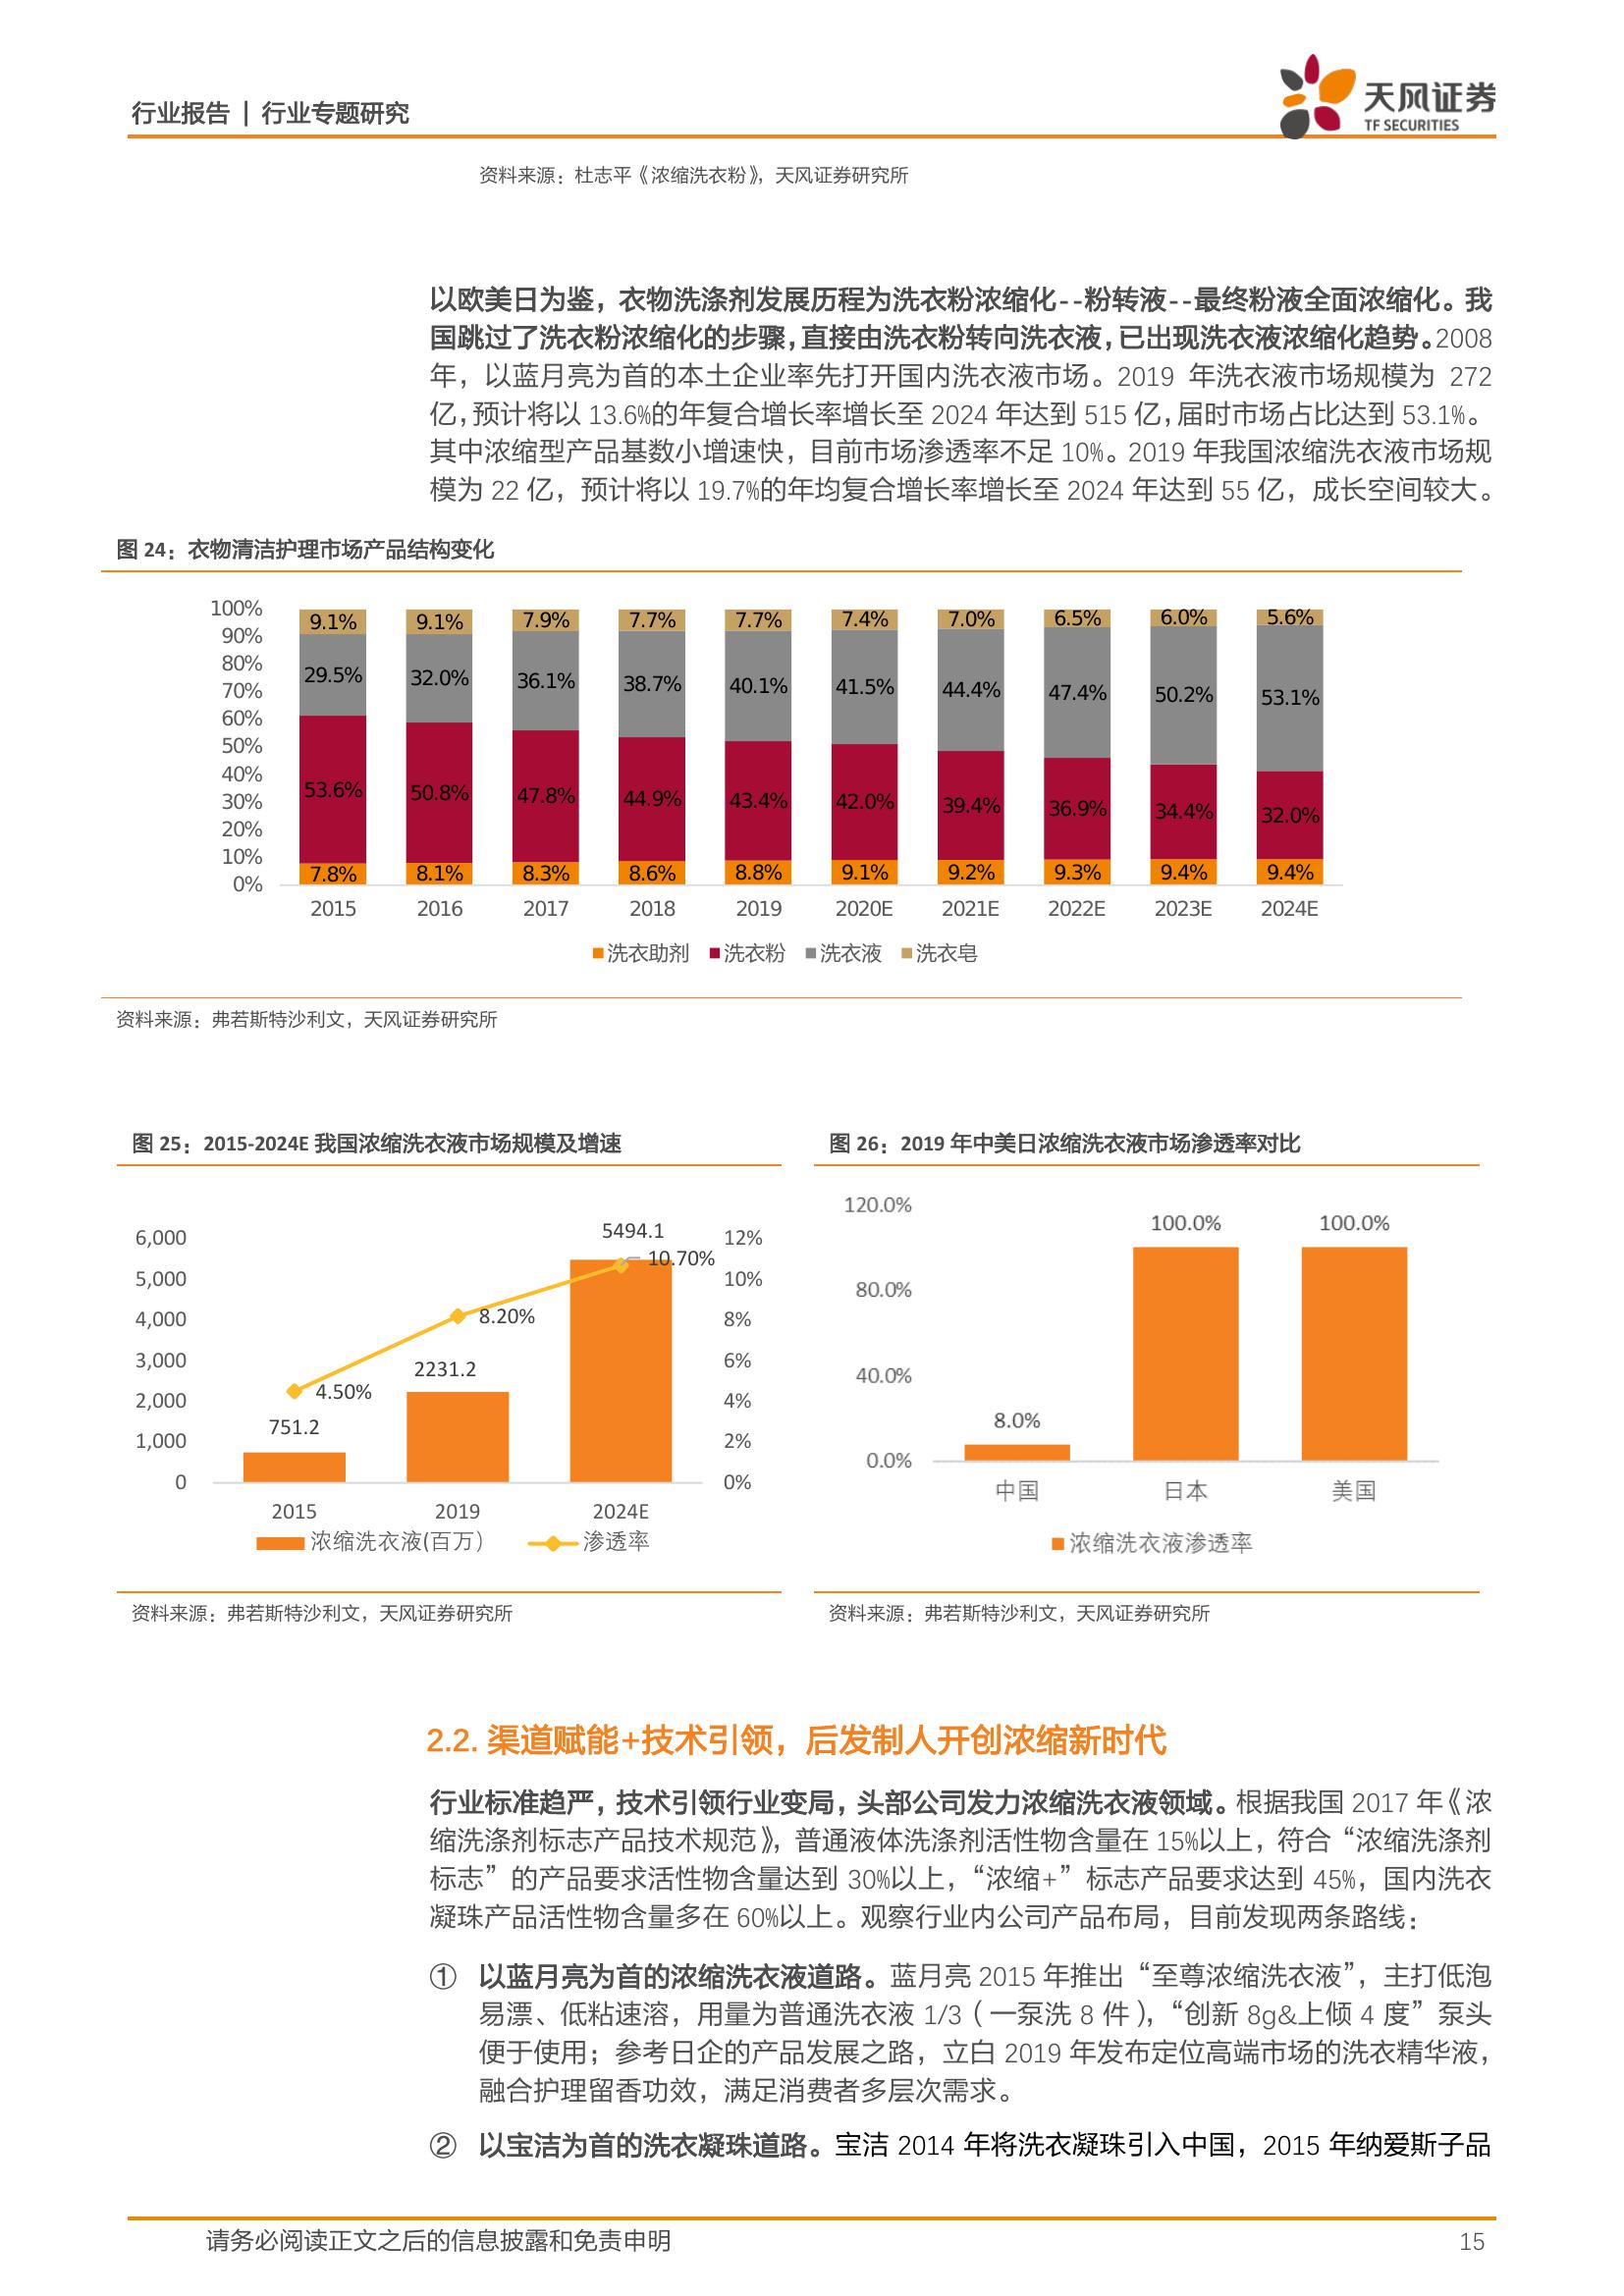 行业报告 | 行业专题研究
天风证券
TF SECURITIES
资料来源：杜志平《浓缩洗衣粉》，天风证券研究所
以欧美日为鉴，衣物洗涤剂发展历程为洗衣粉浓缩化--粉转液--最终粉液全面浓缩化。我
国跳过了洗衣粉浓缩化的步骤，直接由洗衣粉转向洗衣液，已出现洗衣液浓缩化趋势。2008
年，以蓝月亮为首的本土企业率先打开国内洗衣液市场。2019 年洗衣液市场规模为 272
亿，预计将以 13.6%的年复合增长率增长至 2024 年达到 515 亿，届时市场占比达到 53.1%。
其中浓缩型产品基数小增速快，目前市场渗透率不足 10%。2019 年我国浓缩洗衣液市场规
模为 22 亿，预计将以 19.7%的年均复合增长率增长至 2024 年达到 55 亿，成长空间较大。
图 24：衣物清洁护理市场产品结构变化
100%
90%
80%
70%
60%
50%
40%
30%
20%
10%
0%
9.1% 9.1% 7.9% 7.7% 7.7% 7.4% 7.0% 6.5% 6.0% 5.6%
29.5% 32.0% 36.1% 38.7% 40.1% 41.5% 44.4% 47.4% 50.2% 53.1%
53.6% 50.8% 47.8% 44.9% 43.4% 42.0% 39.4% 36.9% 34.4% 32.0%
7.8% 8.1% 8.3% 8.6% 8.8% 9.1% 9.2% 9.3% 9.4% 9.4%
2015 2016 2017 2018 2019 2020E 2021E 2022E 2023E 2024E
洗衣助剂 洗衣粉 洗衣液 洗衣皂
资料来源：弗若斯特沙利文，天风证券研究所
图 25：2015-2024E 我国浓缩洗衣液市场规模及增速
6,000
5,000
4,000
3,000
2,000
1,000
0
5494.1
10.70%
8.20%
2231.2
4.50%
751.2
12%
10%
8%
6%
4%
2%
0%
2015 2019 2024E
浓缩洗衣液(百万） 渗透率
资料来源：弗若斯特沙利文，天风证券研究所
图 26：2019 年中美日浓缩洗衣液市场渗透率对比
120.0%
80.0%
40.0%
0.0%
8.0% 100.0% 100.0%
中国 日本 美国
浓缩洗衣液渗透率
资料来源：弗若斯特沙利文，天风证券研究所
2.2. 渠道赋能+技术引领，后发制人开创浓缩新时代
行业标准趋严，技术引领行业变局，头部公司发力浓缩洗衣液领域。根据我国 2017 年《浓
缩洗涤剂标志产品技术规范》，普通液体洗涤剂活性物含量在 15%以上，符合“浓缩洗涤剂
标志”的产品要求活性物含量达到 30%以上，“浓缩+”标志产品要求达到 45%，国内洗衣
凝珠产品活性物含量多在 60%以上。观察行业内公司产品布局，目前发现两条路线：
① 以蓝月亮为首的浓缩洗衣液道路。蓝月亮 2015 年推出“至尊浓缩洗衣液”，主打低泡
易漂、低粘速溶，用量为普通洗衣液 1/3（一泵洗 8 件），“创新 8g&上倾 4 度”泵头
便于使用；参考日企的产品发展之路，立白 2019 年发布定位高端市场的洗衣精华液，
融合护理留香功效，满足消费者多层次需求。
② 以宝洁为首的洗衣凝珠道路。宝洁 2014 年将洗衣凝珠引入中国，2015 年纳爱斯子品
请务必阅读正文之后的信息披露和免责申明
15